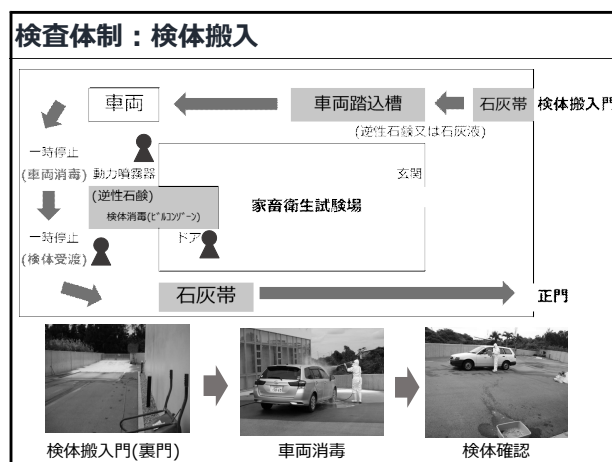 検査体制：検体搬入
車両
車両踏込槽
石灰帯
検体搬入門
(逆性石鹸又は石灰液)
一時停止
(車両消毒)
動力噴霧器
(逆性石鹸)
検体消毒(ﾋﾞﾙｺﾝｿﾞｰﾝ)
玄関
家畜衛生試験場
一時停止
(検体受渡)
ドア
石灰帯
正門
検体搬入門(裏門)
車両消毒
検体確認